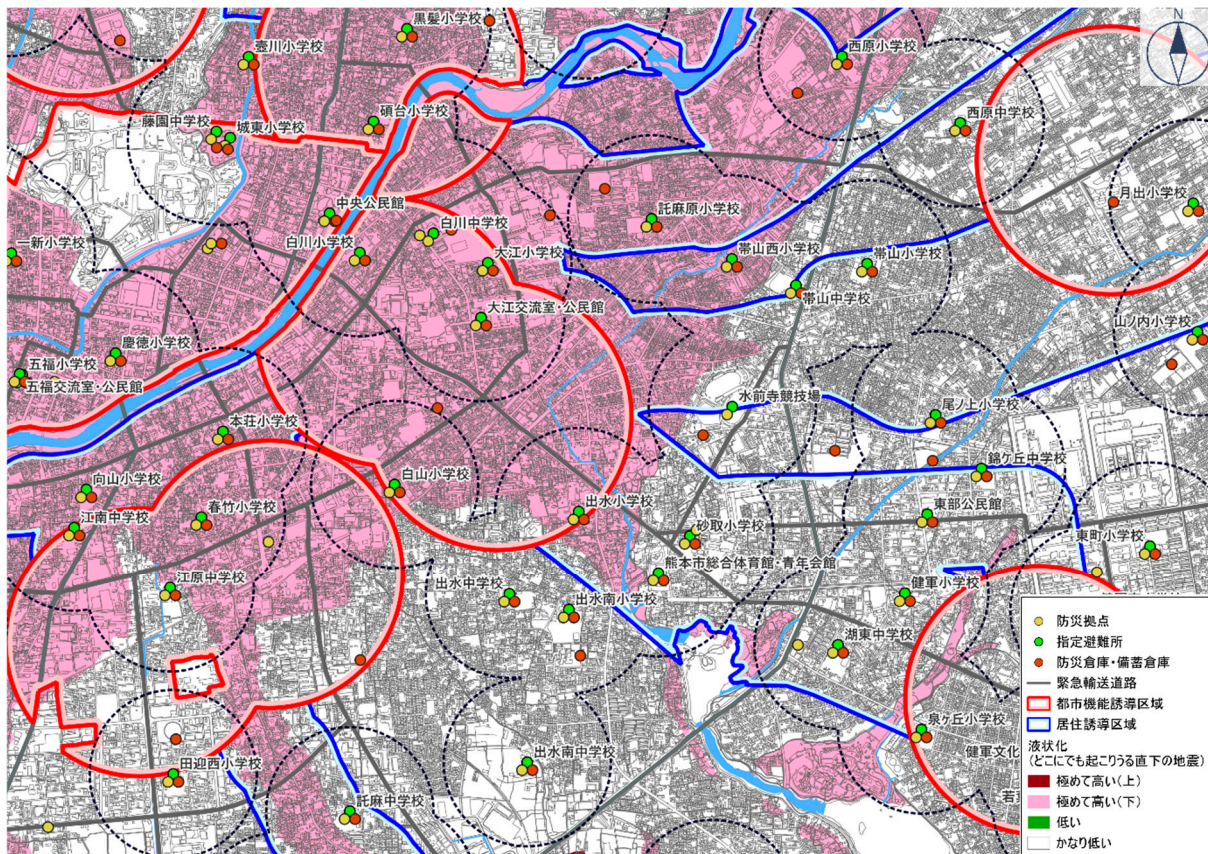 N
黒髪小学校
壺川小学校
西原小学校
藤園中学校
城東小学校
碩台小学校
西原中学校
月出小学校
中央公民館
白川中学校
託麻原小学校
一新小学校
白川小学校
大江小学校
帯山西小学校
帯山小学校
帯山中学校
大江交流室・公民館
山ノ内小学校
慶徳小学校
五福小学校
五福交流室・公民館
水前寺競技場
尾ノ上小学校
本荘小学校
錦ケ丘中学校
向山小学校
白山小学校
春竹小学校
出水小学校
東部公民館
江南中学校
砂取小学校
東町小学校
熊本市総合体育館・青年会館
江原中学校
出水中学校
出水南小学校
健軍小学校
湖東中学校
泉ケ丘小学校
出水南中学校
健軍文化
田迎西小学校
託麻中学校
若
防災拠点
指定避難所
防災倉庫・備蓄倉庫
緊急輸送道路
都市機能誘導区域
居住誘導区域
液状化
(どこにでも起こりうる直下の地震)
極めて高い(上)
極めて高い(下)
低い
かなり低い